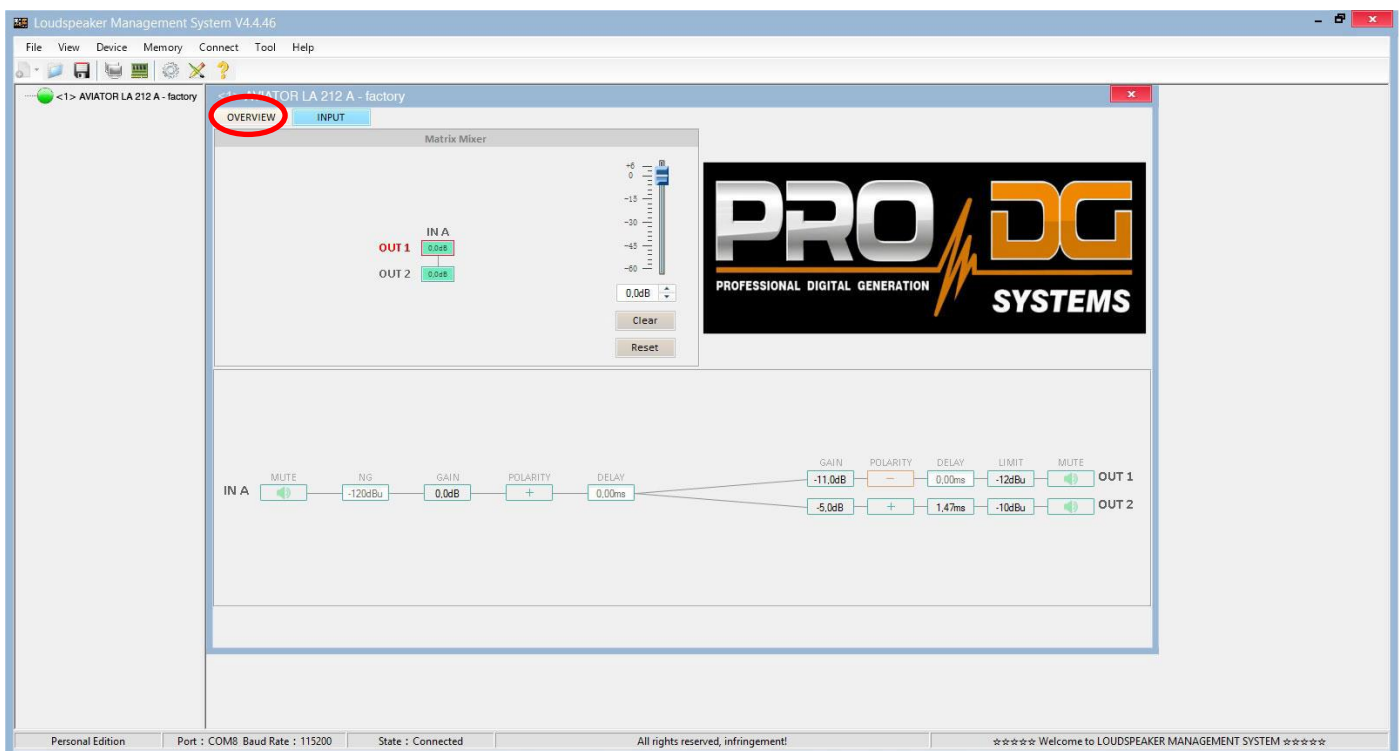 Loudspeaker Management System V4.4.46
File View Device Memory Connect Tool Help
<1> AVIATOR LA 212 A - factory
<1> AVIATOR LA 212 A - factory
OVERVIEW INPUT
Matrix Mixer
+6
0
-15
-30
-45
-60
IN A
OUT 1 0,0dB
OUT 2 0,0dB
0,0dB
Clear
Reset
PRO DG
PROFESSIONAL DIGITAL GENERATION
SYSTEMS
MUTE NG GAIN POLARITY DELAY
IN A -120dBu 0,0dB + 0,00ms
GAIN POLARITY DELAY LIMIT MUTE
-11,0dB − 0,00ms -12dBu OUT 1
-5,0dB + 1,47ms -10dBu OUT 2
Personal Edition Port : COM8 Baud Rate : 115200 State : Connected All rights reserved, infringement! ☆☆☆☆☆ Welcome to LOUDSPEAKER MANAGEMENT SYSTEM ☆☆☆☆☆